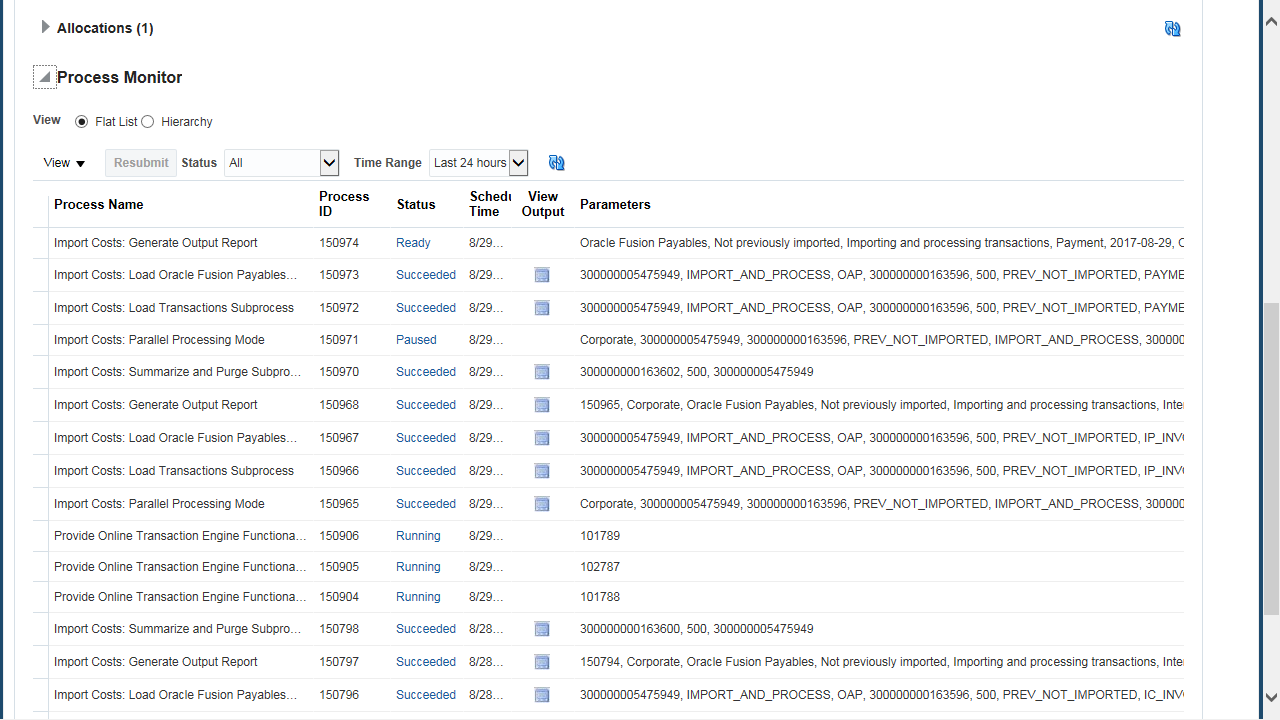 Allocations (1)
Process Monitor
View Flat List Hierarchy
View Resubmit Status All Time Range Last 24 hours
Process Name Process ID Status Schedu Time View Output Parameters
Import Costs: Generate Output Report 150974 Ready 8/29... Oracle Fusion Payables, Not previously imported, Importing and processing transactions, Payment, 2017-08-29,
Import Costs: Load Oracle Fusion Payables... 150973 Succeeded 8/29... 300000005475949, IMPORT_AND_PROCESS, OAP, 300000000163596, 500, PREV_NOT_IMPORTED, PAYME
Import Costs: Load Transactions Subprocess 150972 Succeeded 8/29... 300000005475949, IMPORT_AND_PROCESS, OAP, 300000000163596, 500, PREV_NOT_IMPORTED, PAYME
Import Costs: Parallel Processing Mode 150971 Paused 8/29... Corporate, 300000005475949, 300000000163596, PREV_NOT_IMPORTED, IMPORT_AND_PROCESS, 300000
Import Costs: Summarize and Purge Subpro... 150970 Succeeded 8/29... 300000000163602, 500, 300000005475949
Import Costs: Generate Output Report 150968 Succeeded 8/29... 150965, Corporate, Oracle Fusion Payables, Not previously imported, Importing and processing transactions, Inte
Import Costs: Load Oracle Fusion Payables... 150967 Succeeded 8/29... 300000005475949, IMPORT_AND_PROCESS, OAP, 300000000163596, 500, PREV_NOT_IMPORTED, IP_INV
Import Costs: Load Transactions Subprocess 150966 Succeeded 8/29... 300000005475949, IMPORT_AND_PROCESS, OAP, 300000000163596, 500, PREV_NOT_IMPORTED, IP_INV
Import Costs: Parallel Processing Mode 150965 Succeeded 8/29... Corporate, 300000005475949, 300000000163596, PREV_NOT_IMPORTED, IMPORT_AND_PROCESS, 300000
Provide Online Transaction Engine Functiona... 150906 Running 8/29... 101789
Provide Online Transaction Engine Functiona... 150905 Running 8/29... 102787
Provide Online Transaction Engine Functiona... 150904 Running 8/29... 101788
Import Costs: Summarize and Purge Subpro... 150798 Succeeded 8/28... 300000000163600, 500, 300000005475949
Import Costs: Generate Output Report 150797 Succeeded 8/28... 150794, Corporate, Oracle Fusion Payables, Not previously imported, Importing and processing transactions, Inte
Import Costs: Load Oracle Fusion Payables... 150796 Succeeded 8/28... 300000005475949, IMPORT_AND_PROCESS, OAP, 300000000163596, 500, PREV_NOT_IMPORTED, IC_INV